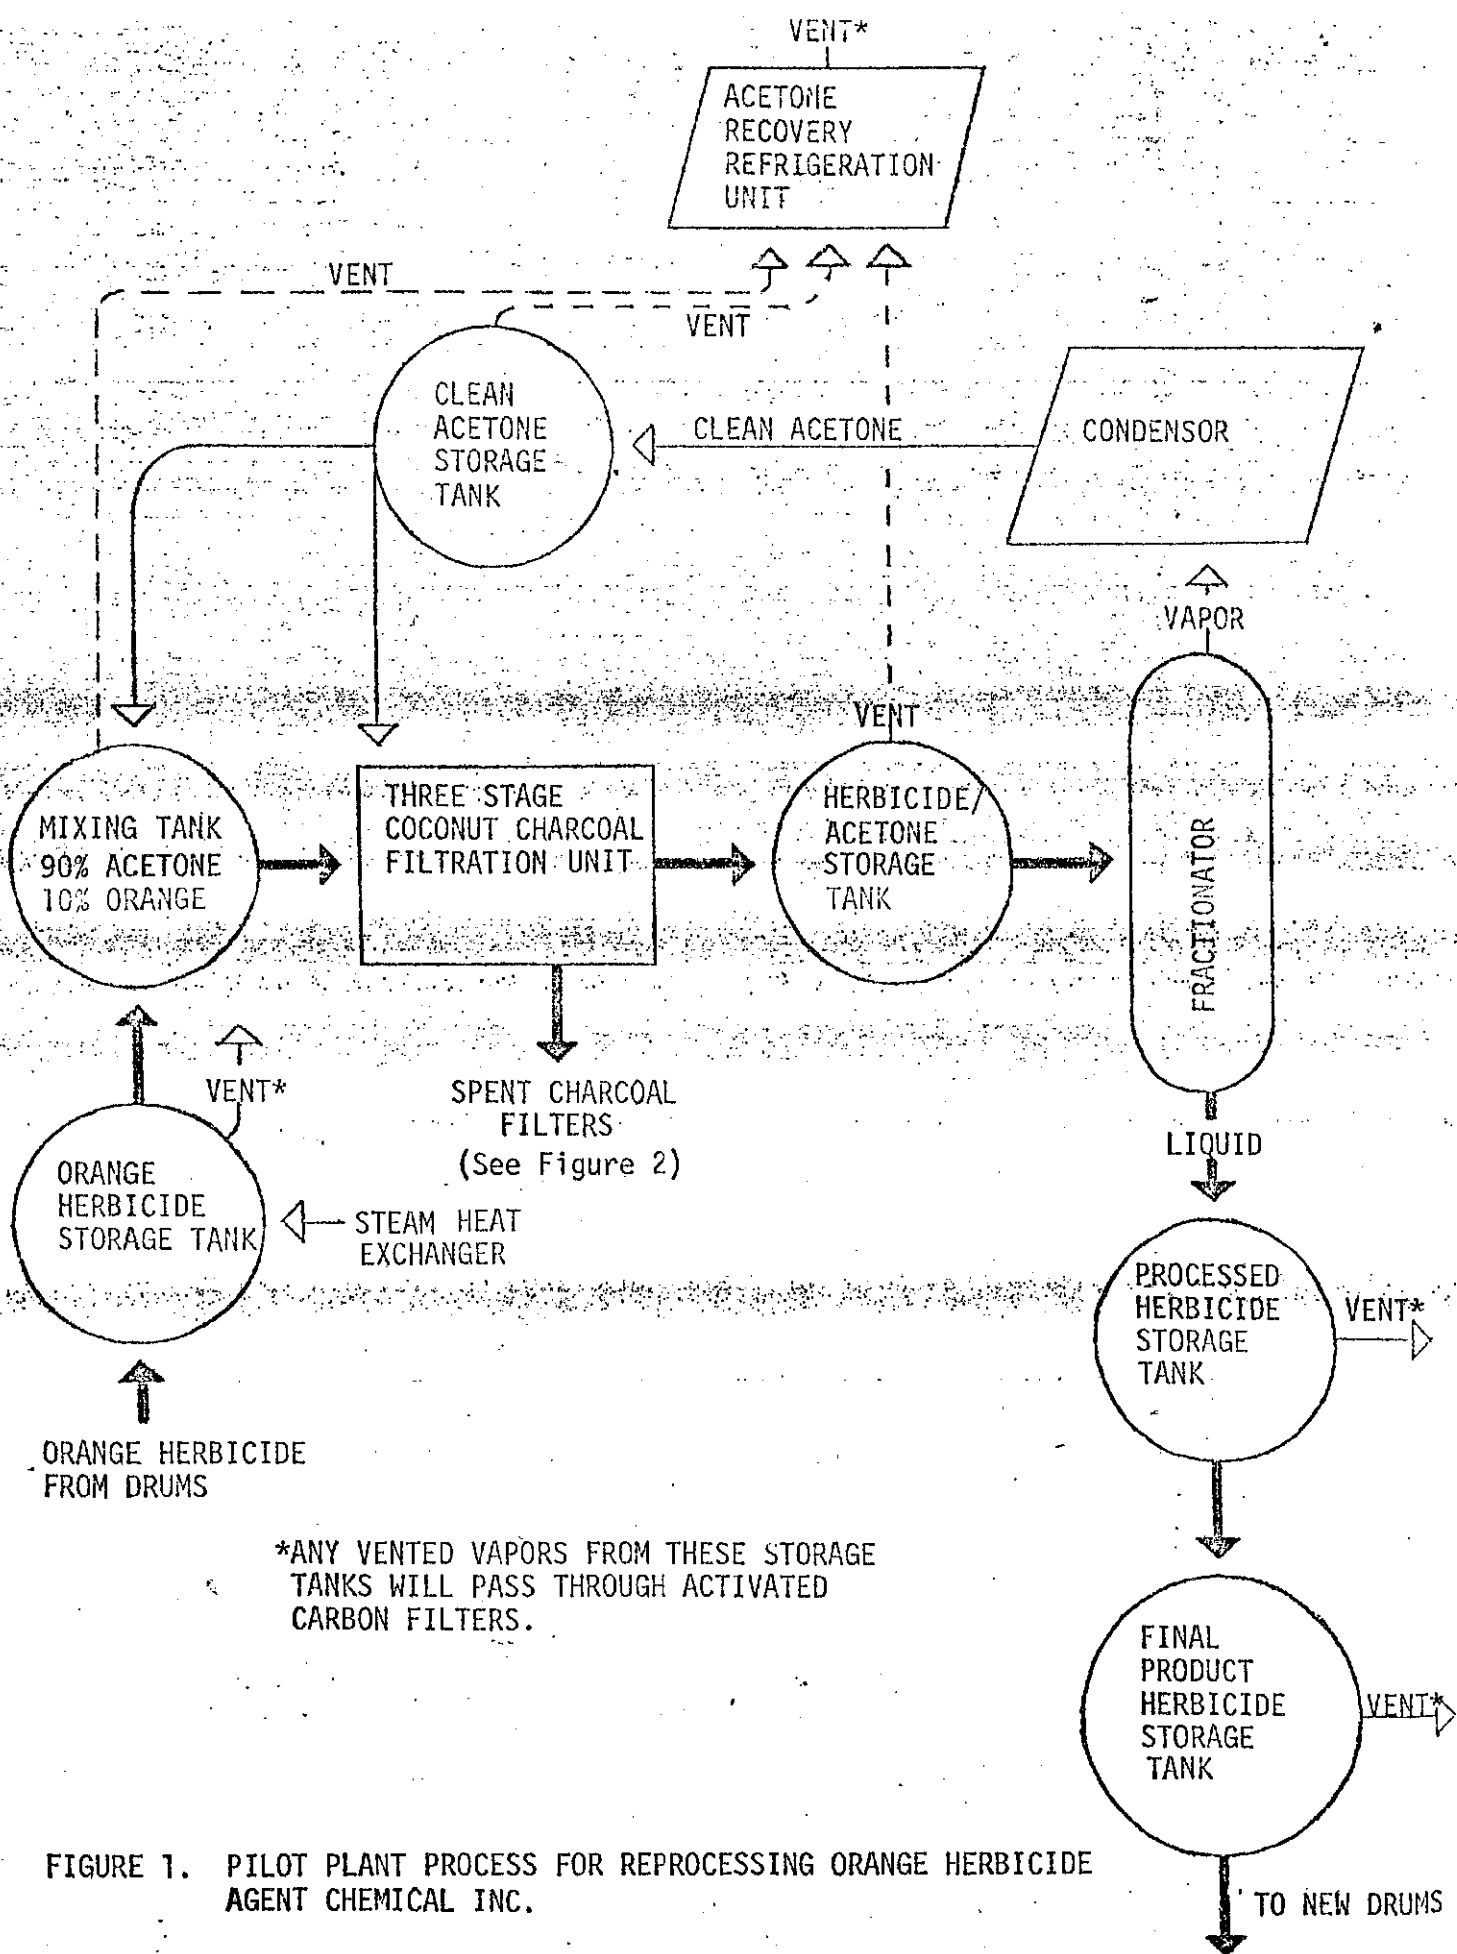 VENT*
ACETONE
RECOVERY
REFRIGERATION
UNIT
VENT
VENT
CLEAN
ACETONE
STORAGE
TANK
CLEAN ACETONE
CONDENSOR
VAPOR
VENT
MIXING TANK
90% ACETONE
10% ORANGE
THREE STAGE
COCONUT CHARCOAL
FILTRATION UNIT
HERBICIDE/
ACETONE
STORAGE
TANK
FRACTIONATOR
VENT*
SPENT CHARCOAL
FILTERS
(See Figure 2)
LIQUID
ORANGE
HERBICIDE
STORAGE TANK
STEAM HEAT
EXCHANGER
PROCESSED
HERBICIDE
STORAGE
TANK
VENT*
ORANGE HERBICIDE
FROM DRUMS
*ANY VENTED VAPORS FROM THESE STORAGE
TANKS WILL PASS THROUGH ACTIVATED
CARBON FILTERS.
FINAL
PRODUCT
HERBICIDE
STORAGE
TANK
VENT*
FIGURE 1. PILOT PLANT PROCESS FOR REPROCESSING ORANGE HERBICIDE
AGENT CHEMICAL INC.
TO NEW DRUMS